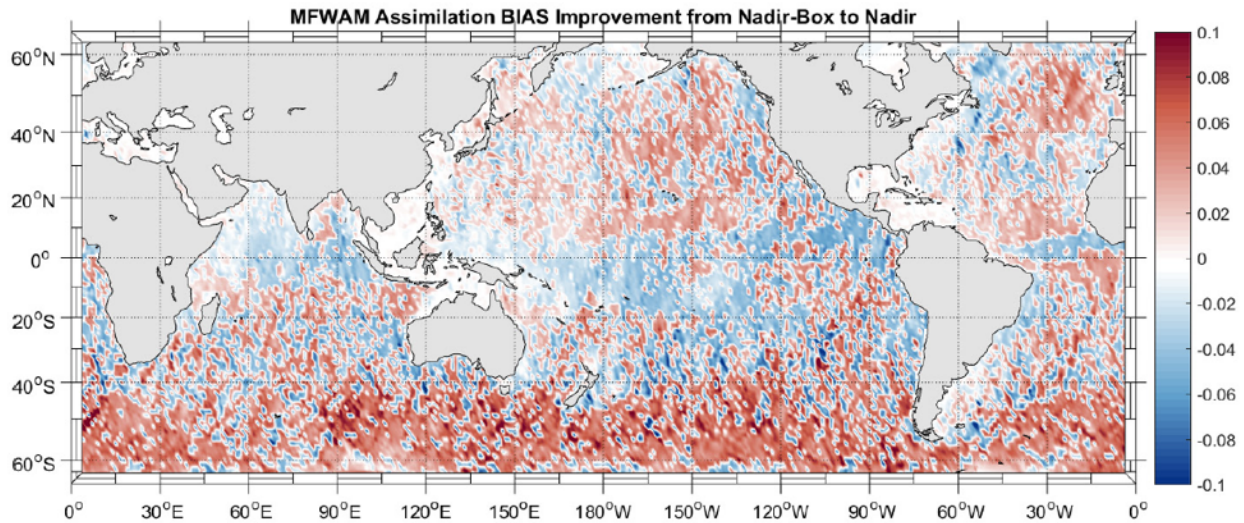 MFWAM Assimilation BIAS Improvement from Nadir-Box to Nadir
60°N
40°N
20°N
0°
20°S
40°S
60°S
0° 30°E 60°E 90°E 120°E 150°E 180°W 150°W 120°W 90°W 60°W 30°W 0°
0.1
0.08
0.06
0.04
0.02
0
-0.02
-0.04
-0.06
-0.08
-0.1